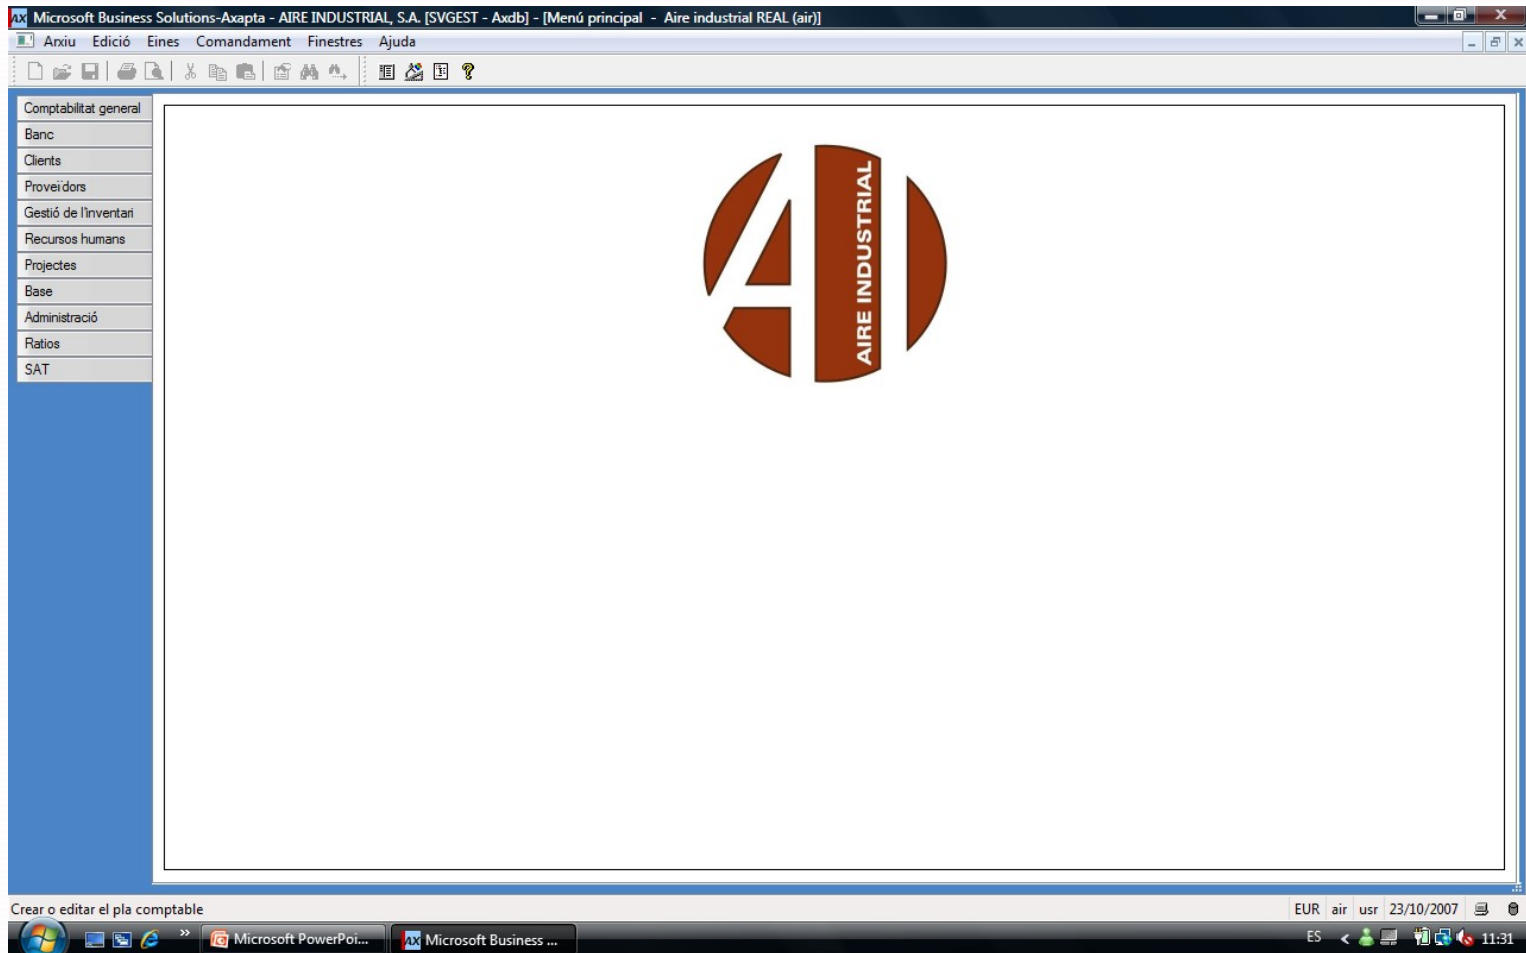 AX Microsoft Business Solutions-Axapta - AIRE INDUSTRIAL, S.A. [SVGEST - Axdb] - [Menú principal - Aire industrial REAL (air)]
Arxiu Edició Eines Comandament Finestres Ajuda
Comptabilitat general
Banc
Clients
Proveïdors
Gestió de l'inventari
Recursos humans
Projectes
Base
Administració
Ratios
SAT
AIRE INDUSTRIAL
Crear o editar el pla comptable
EUR air usr 23/10/2007
Microsoft PowerPoi... AX Microsoft Business ... ES 11:31